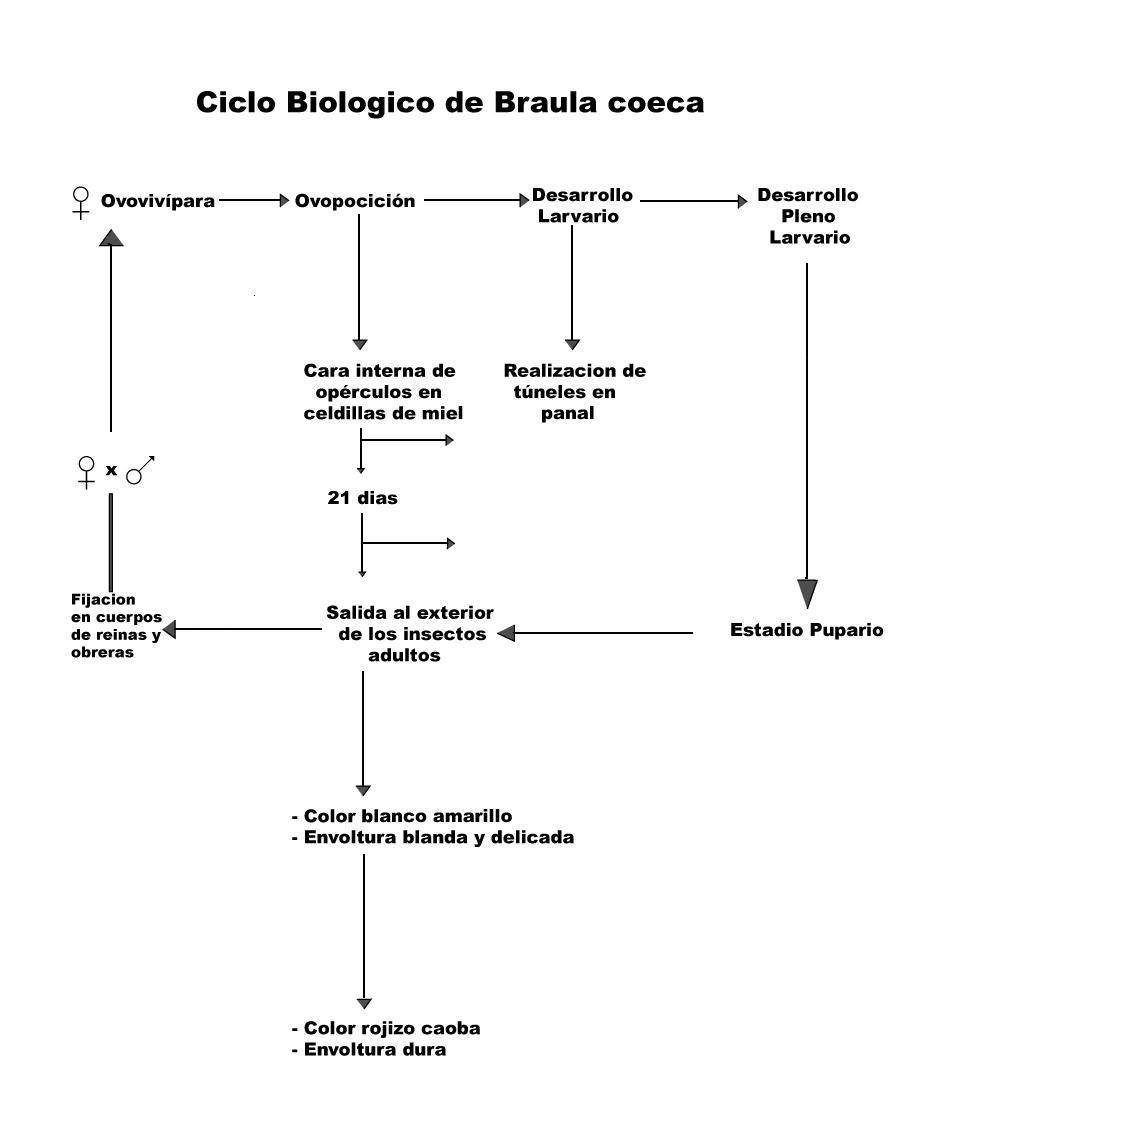 Ciclo Biologico de Braula coeca
♀ Ovovivípara
Ovopocición
Desarrollo
Larvario
Desarrollo
Pleno
Larvario
Cara interna de
opérculos en
celdillas de miel
Realizacion de
túneles en
panal
♀ x ♂
21 dias
Fijacion
en cuerpos
de reinas y
obreras
Salida al exterior
de los insectos
adultos
Estadio Pupario
- Color blanco amarillo
- Envoltura blanda y delicada
- Color rojizo caoba
- Envoltura dura